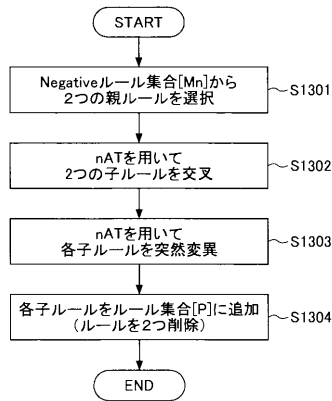 START
Negativeルール集合[Mn]から
2つの親ルールを選択
S1301
nATを用いて
2つの子ルールを交叉
S1302
nATを用いて
各子ルールを突然変異
S1303
各子ルールをルール集合[P]に追加
(ルールを2つ削除)
S1304
END